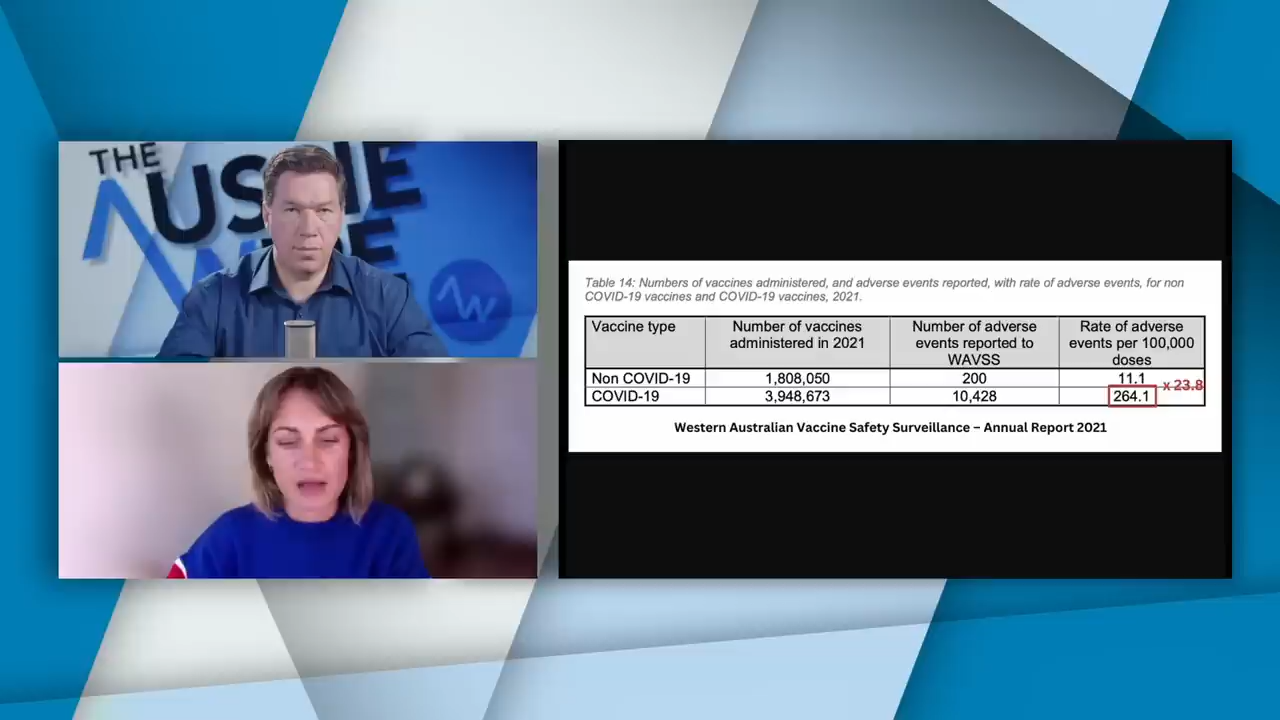 THE
AUS IE
W RE
AW
Table 14: Numbers of vaccines administered, and adverse events reported, with rate of adverse events, for non
COVID-19 vaccines and COVID-19 vaccines, 2021.
Vaccine type Number of vaccines administered in 2021 Number of adverse events reported to WAVSS Rate of adverse events per 100,000 doses
Non COVID-19 1,808,050 200 11.1
COVID-19 3,948,673 10,428 264.1
x 23.8
Western Australian Vaccine Safety Surveillance – Annual Report 2021